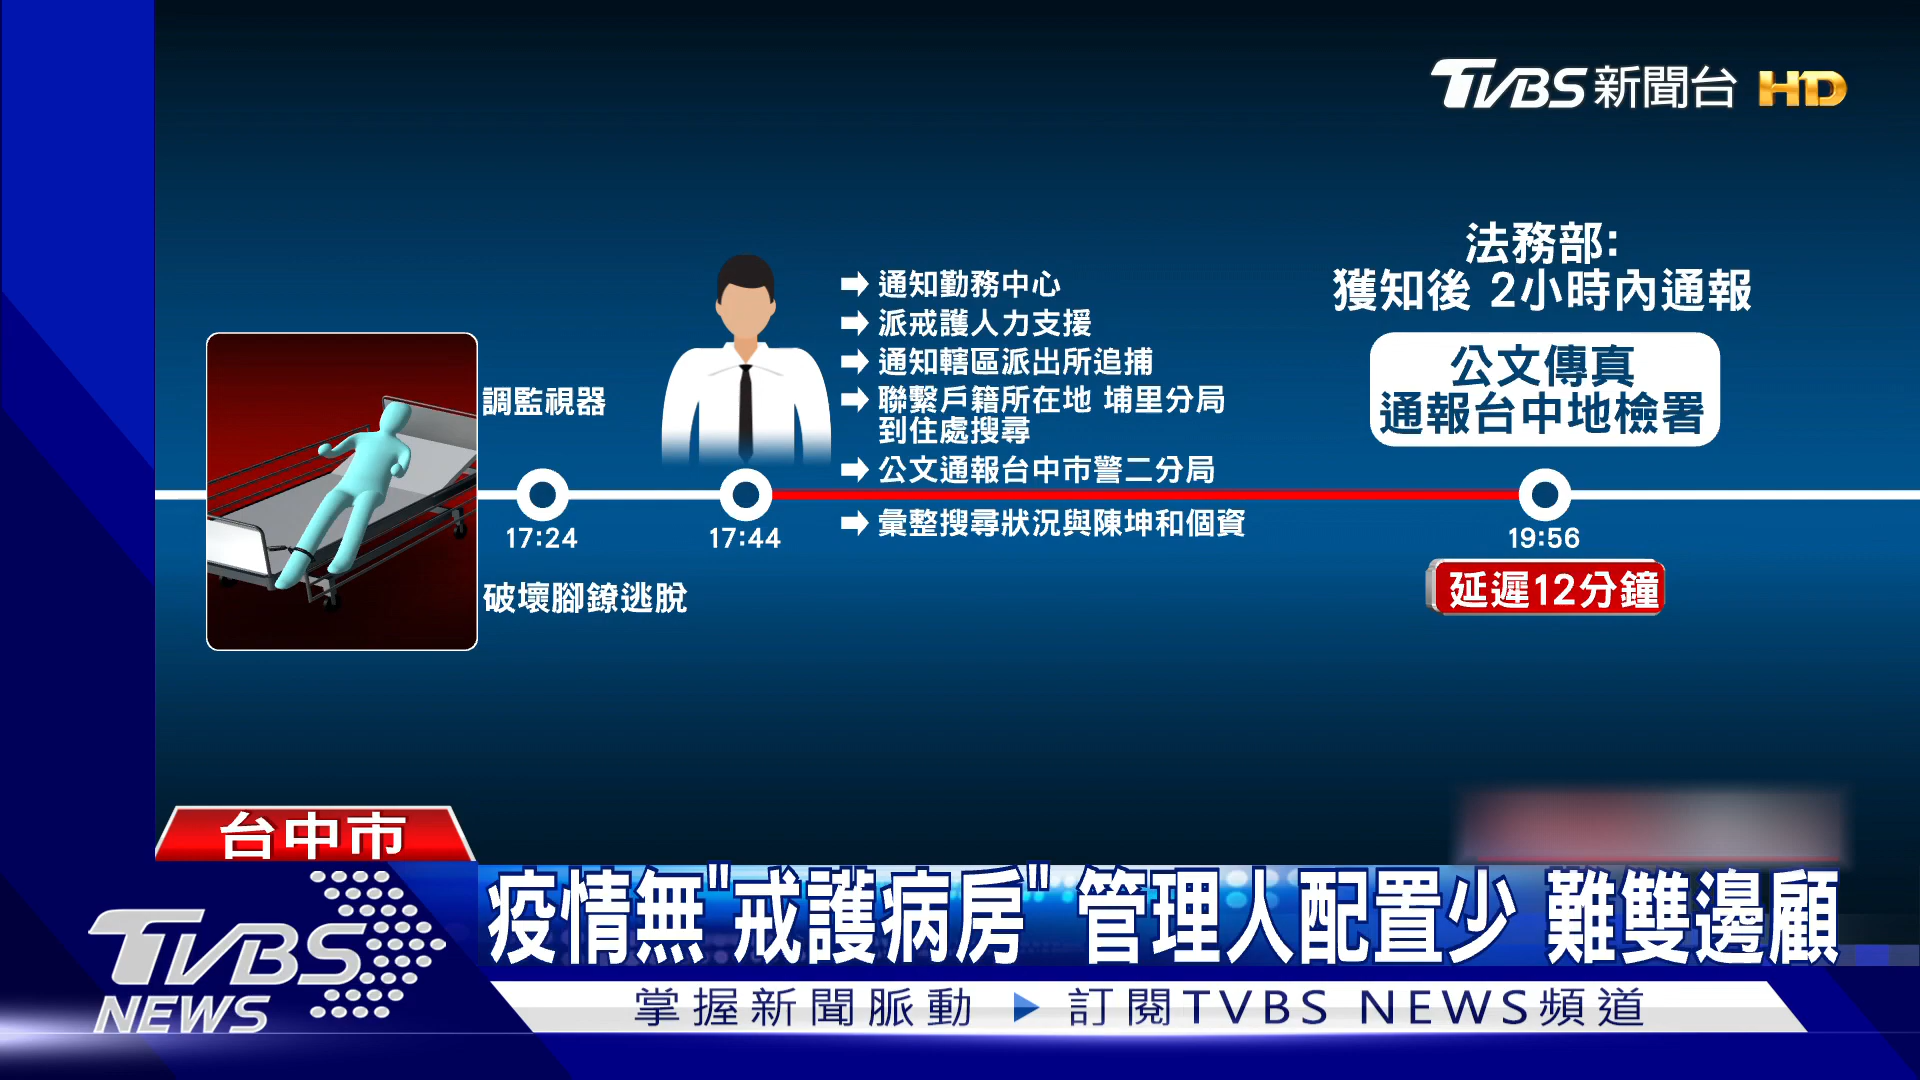 TVBS新聞台 HD
法務部:
獲知後 2小時內通報
公文傳真
通報台中地檢署
調監視器
通知勤務中心
派戒護人力支援
通知轄區派出所追捕
聯繫戶籍所在地 埔里分局
到住處搜尋
公文通報台中市警二分局
彙整搜尋狀況與陳坤和個資
17:24
17:44
19:56
破壞腳鐐逃脫
延遲12分鐘
台中市
疫情無"戒護病房" 管理人配置少 難雙邊顧
TVBS
NEWS
掌握新聞脈動 ▶ 訂閱TVBS NEWS頻道